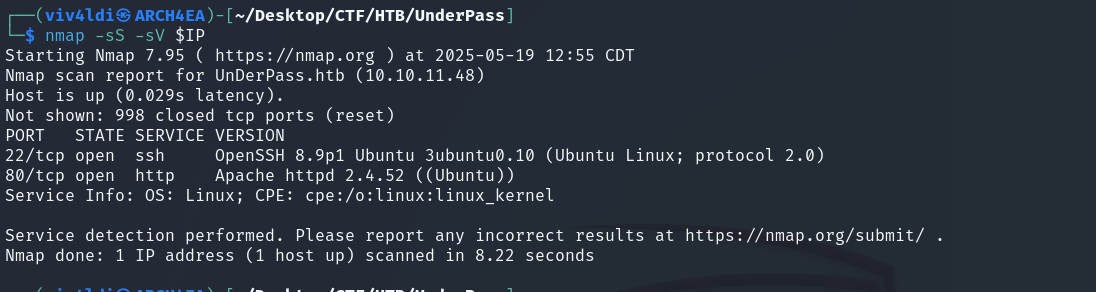 ┌──(viv4ldi㉿ARCH4EA)-[~/Desktop/CTF/HTB/UnderPass]
└─$ nmap -sS -sV $IP
Starting Nmap 7.95 ( https://nmap.org ) at 2025-05-19 12:55 CDT
Nmap scan report for UnDerPass.htb (10.10.11.48)
Host is up (0.029s latency).
Not shown: 998 closed tcp ports (reset)
PORT   STATE SERVICE VERSION
22/tcp open  ssh     OpenSSH 8.9p1 Ubuntu 3ubuntu0.10 (Ubuntu Linux; protocol 2.0)
80/tcp open  http    Apache httpd 2.4.52 ((Ubuntu))
Service Info: OS: Linux; CPE: cpe:/o:linux:linux_kernel

Service detection performed. Please report any incorrect results at https://nmap.org/submit/ .
Nmap done: 1 IP address (1 host up) scanned in 8.22 seconds